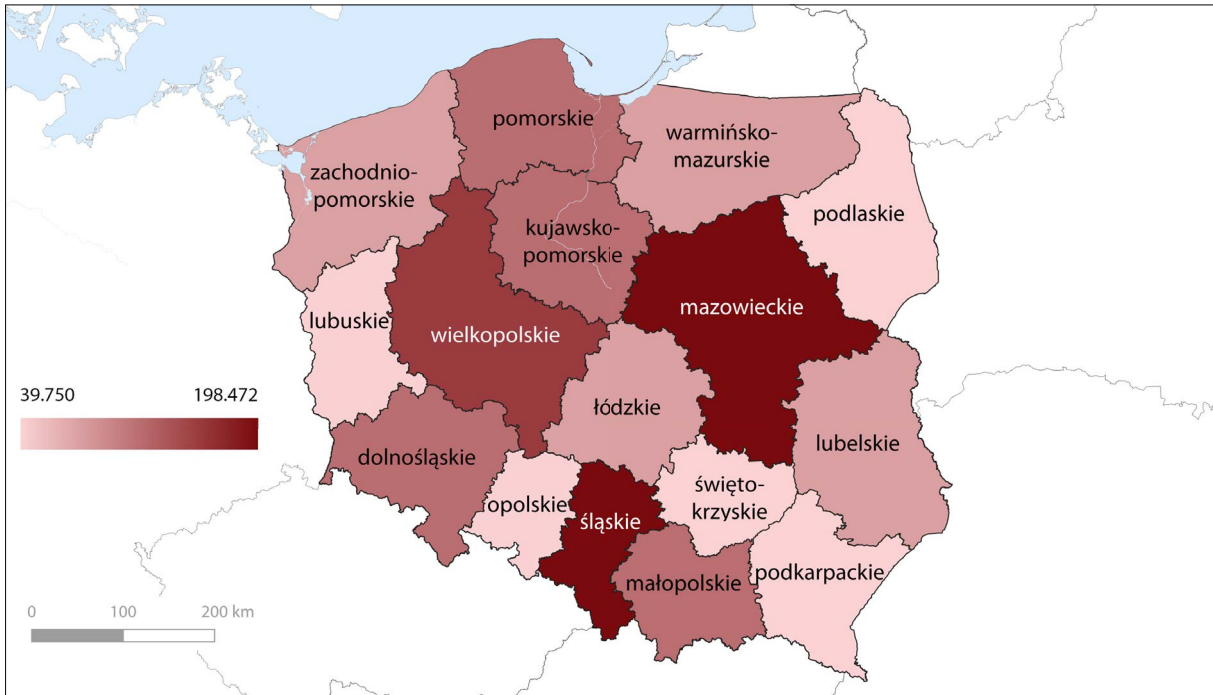 pomorskie
warmińsko-
mazurskie
zachodnio-
pomorskie
podlaskie
kujawsko-
pomorskie
mazowieckie
lubuskie
wielkopolskie
39.750
198.472
łódzkie
lubelskie
dolnośląskie
święto-
krzyskie
opolskie
śląskie
małopolskie
podkarpackie
0 100 200 km